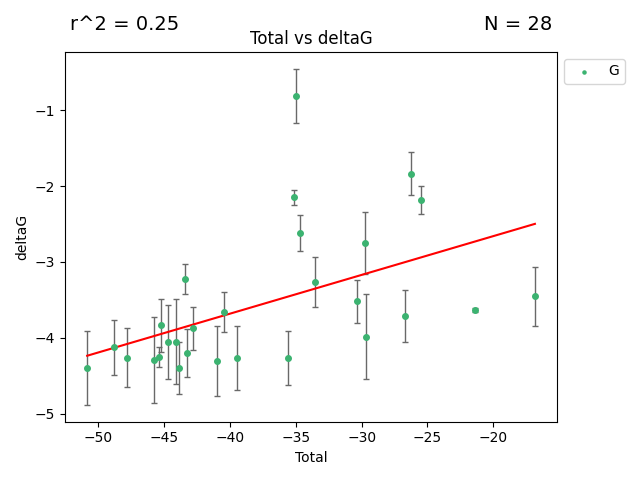 r^2 = 0.25
N = 28
Total vs deltaG
G
−1
−2
−3
−4
−5
deltaG
−50
−45
−40
−35
−30
−25
−20
Total